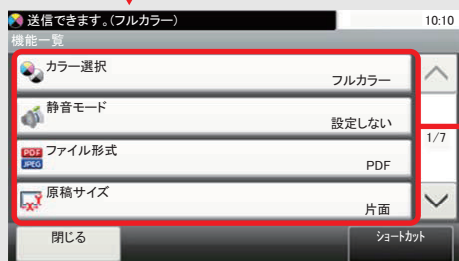 送信できます。(フルカラー)
10:10
機能一覧
カラー選択
フルカラー
静音モード
設定しない
1/7
PDF
JPEG
ファイル形式
PDF
原稿サイズ
片面
閉じる
ショートカット